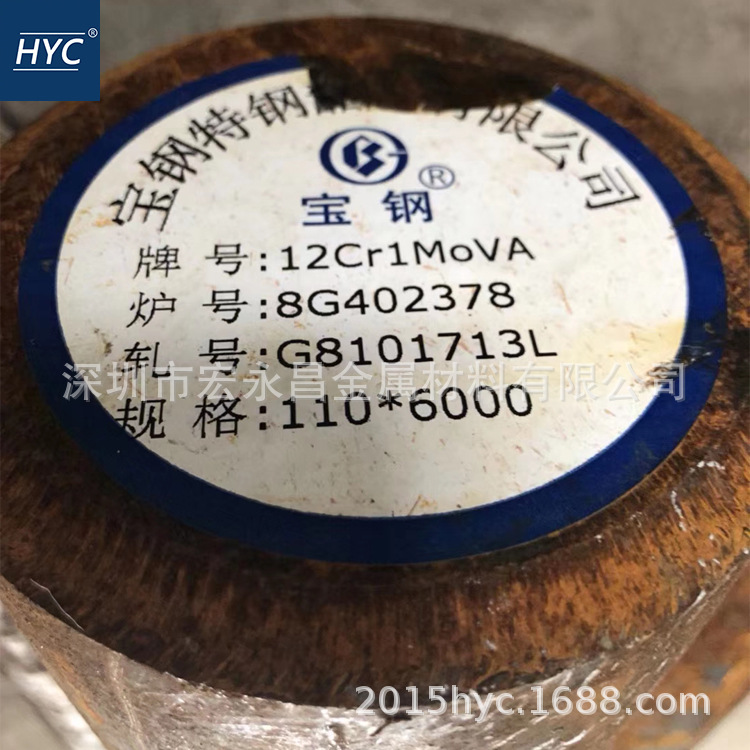 HYC®
宝钢特钢有限公司
宝钢®
牌号:12Cr1MoVA
炉号:8G402378
轧号:G8101713L
深圳市宏永昌金属材料有限公司
规格:110*6000
2015hyc.1688.com